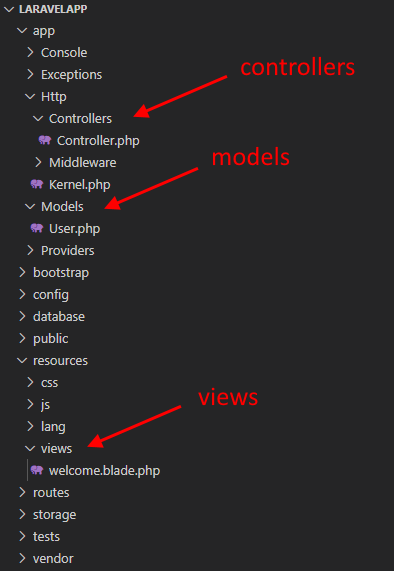 LARAVELAPP
app
Console
Exceptions
controllers
Http
Controllers
Controller.php
models
Middleware
Kernel.php
Models
User.php
Providers
bootstrap
config
database
public
resources
css
js
views
lang
views
welcome.blade.php
routes
storage
tests
vendor